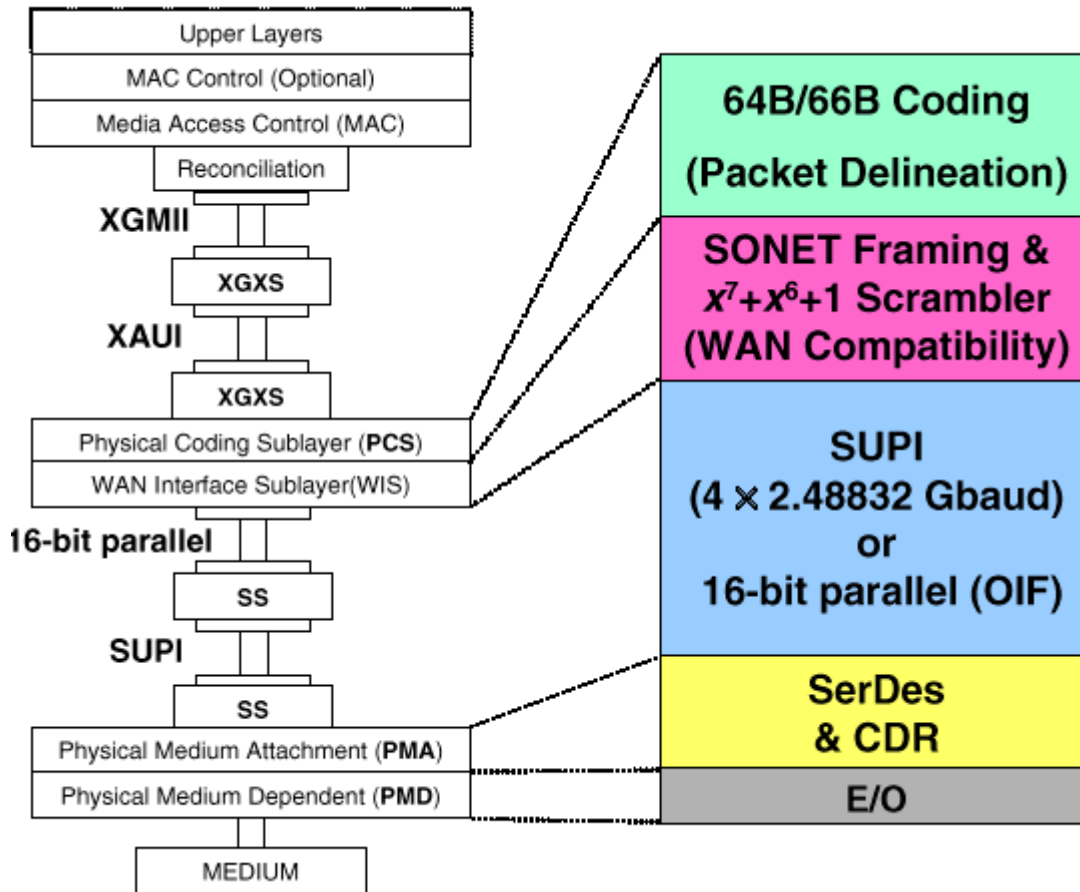 Upper Layers
MAC Control (Optional)
Media Access Control (MAC)
Reconciliation
XGMII
XGXS
XAUI
XGXS
Physical Coding Sublayer (PCS)
WAN Interface Sublayer(WIS)
16-bit parallel
SS
SUPI
SS
Physical Medium Attachment (PMA)
Physical Medium Dependent (PMD)
MEDIUM
64B/66B Coding
(Packet Delineation)
SONET Framing &
x⁷+x⁶+1 Scrambler
(WAN Compatibility)
SUPI
(4 × 2.48832 Gbaud)
or
16-bit parallel (OIF)
SerDes
& CDR
E/O